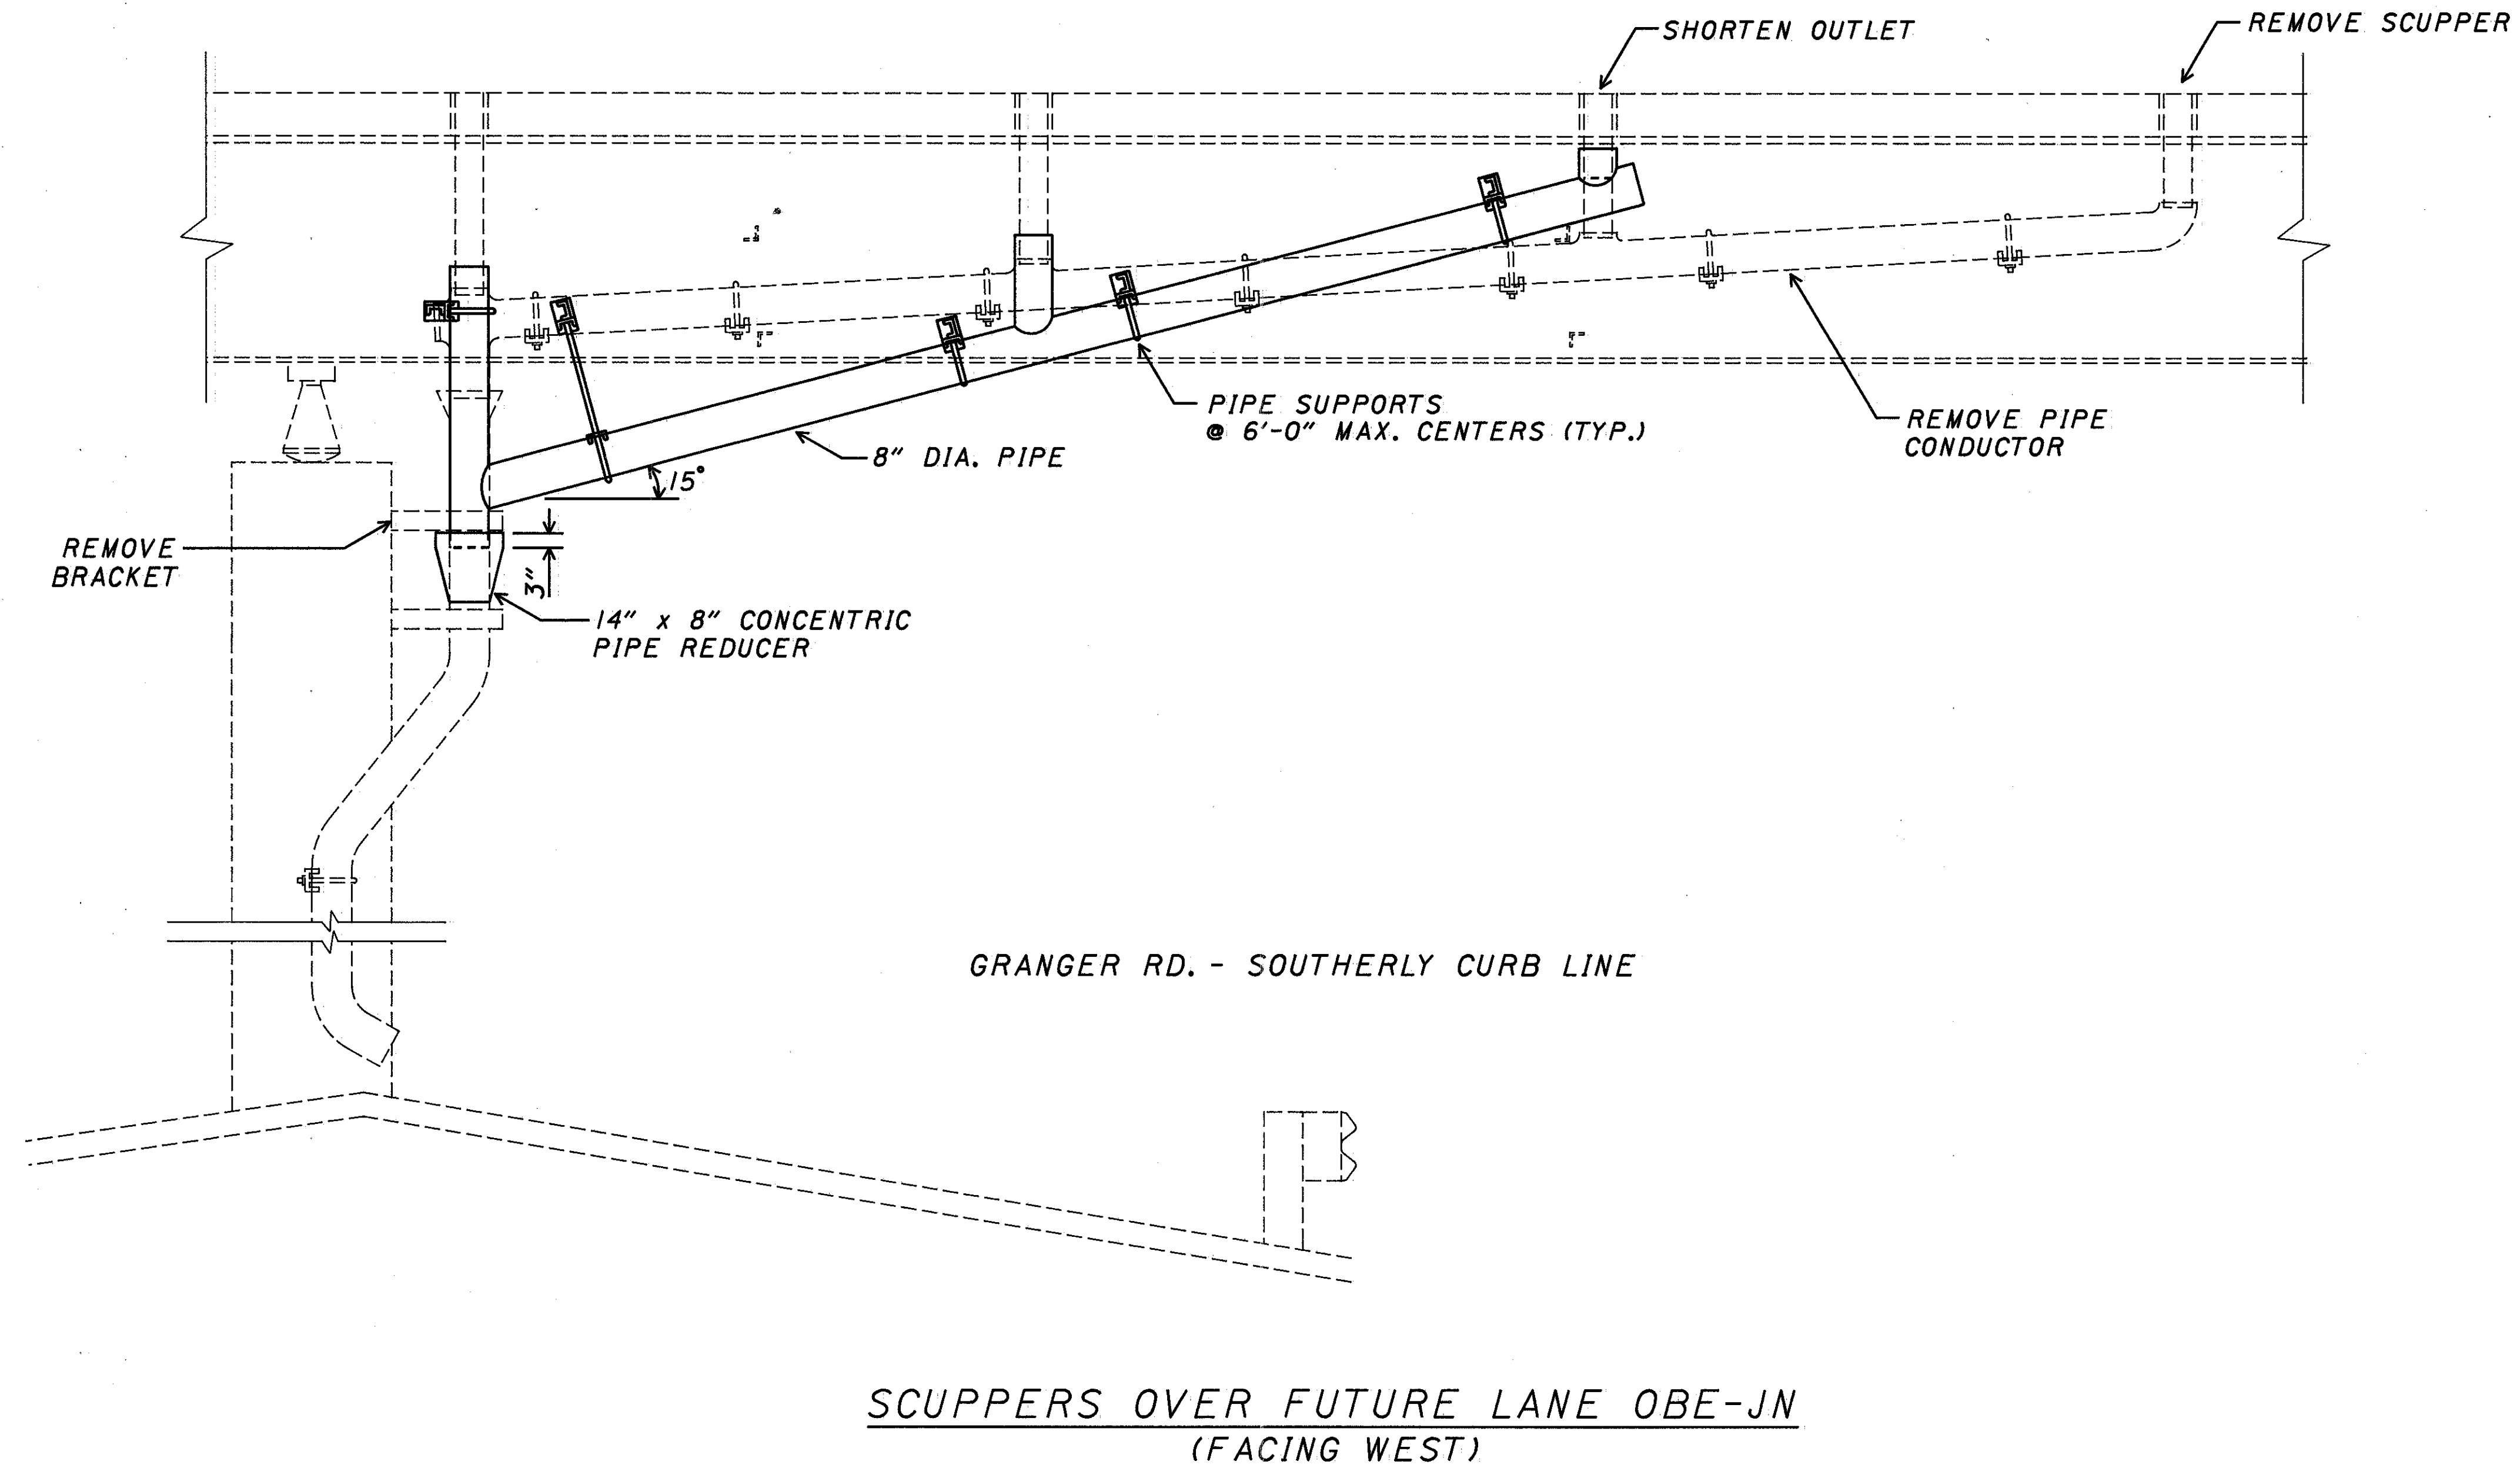 REMOVE SCUPPER
SHORTEN OUTLET
PIPE SUPPORTS
@ 6'-0" MAX. CENTERS (TYP.)
REMOVE PIPE
CONDUCTOR
8" DIA. PIPE
15°
REMOVE
BRACKET
3"
14" x 8" CONCENTRIC
PIPE REDUCER
GRANGER RD. - SOUTHERLY CURB LINE
SCUPPERS OVER FUTURE LANE OBE-JN
(FACING WEST)